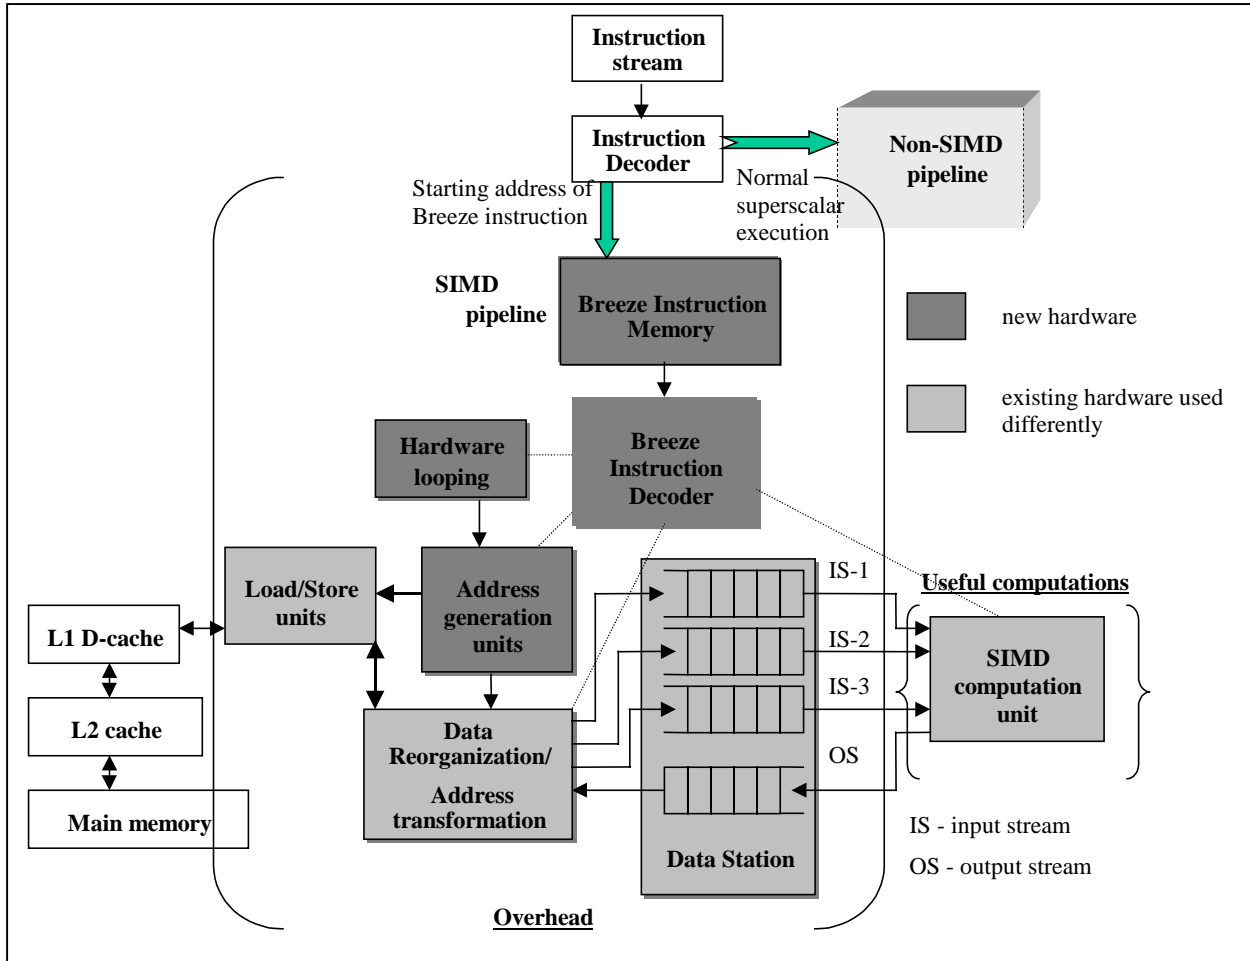 Instruction
stream
Instruction
Decoder
Non-SIMD
pipeline
Starting address of
Breeze instruction
Normal
superscalar
execution
SIMD
pipeline
Breeze Instruction
Memory
new hardware
existing hardware used
differently
Hardware
looping
Breeze
Instruction
Decoder
Load/Store
units
Address
generation
units
IS-1
Useful computations
L1 D-cache
IS-2
SIMD
computation
unit
IS-3
L2 cache
Data
Reorganization/
Address
transformation
OS
Main memory
Data Station
IS - input stream
OS - output stream
Overhead